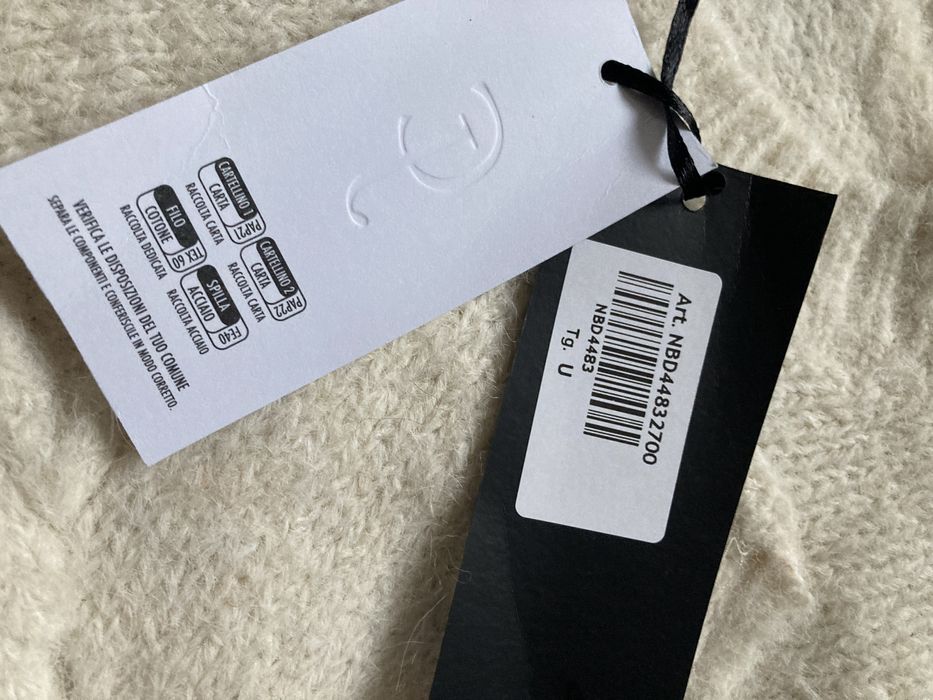 CARTELLINO 1
CARTA PAP22
RACCOLTA CARTA
CARTELLINO 2
CARTA PAP22
RACCOLTA CARTA
FILO
COTONE TEX 60
RACCOLTA DEDICATA
SPILLA
ACCIAIO FE40
RACCOLTA ACCIAIO
VERIFICA LE DISPOSIZIONI DEL TUO COMUNE
SEPARA LE COMPONENTI E CONFERISCILE IN MODO CORRETTO.
Art. NBD44832700
NBD4483
Tg. U